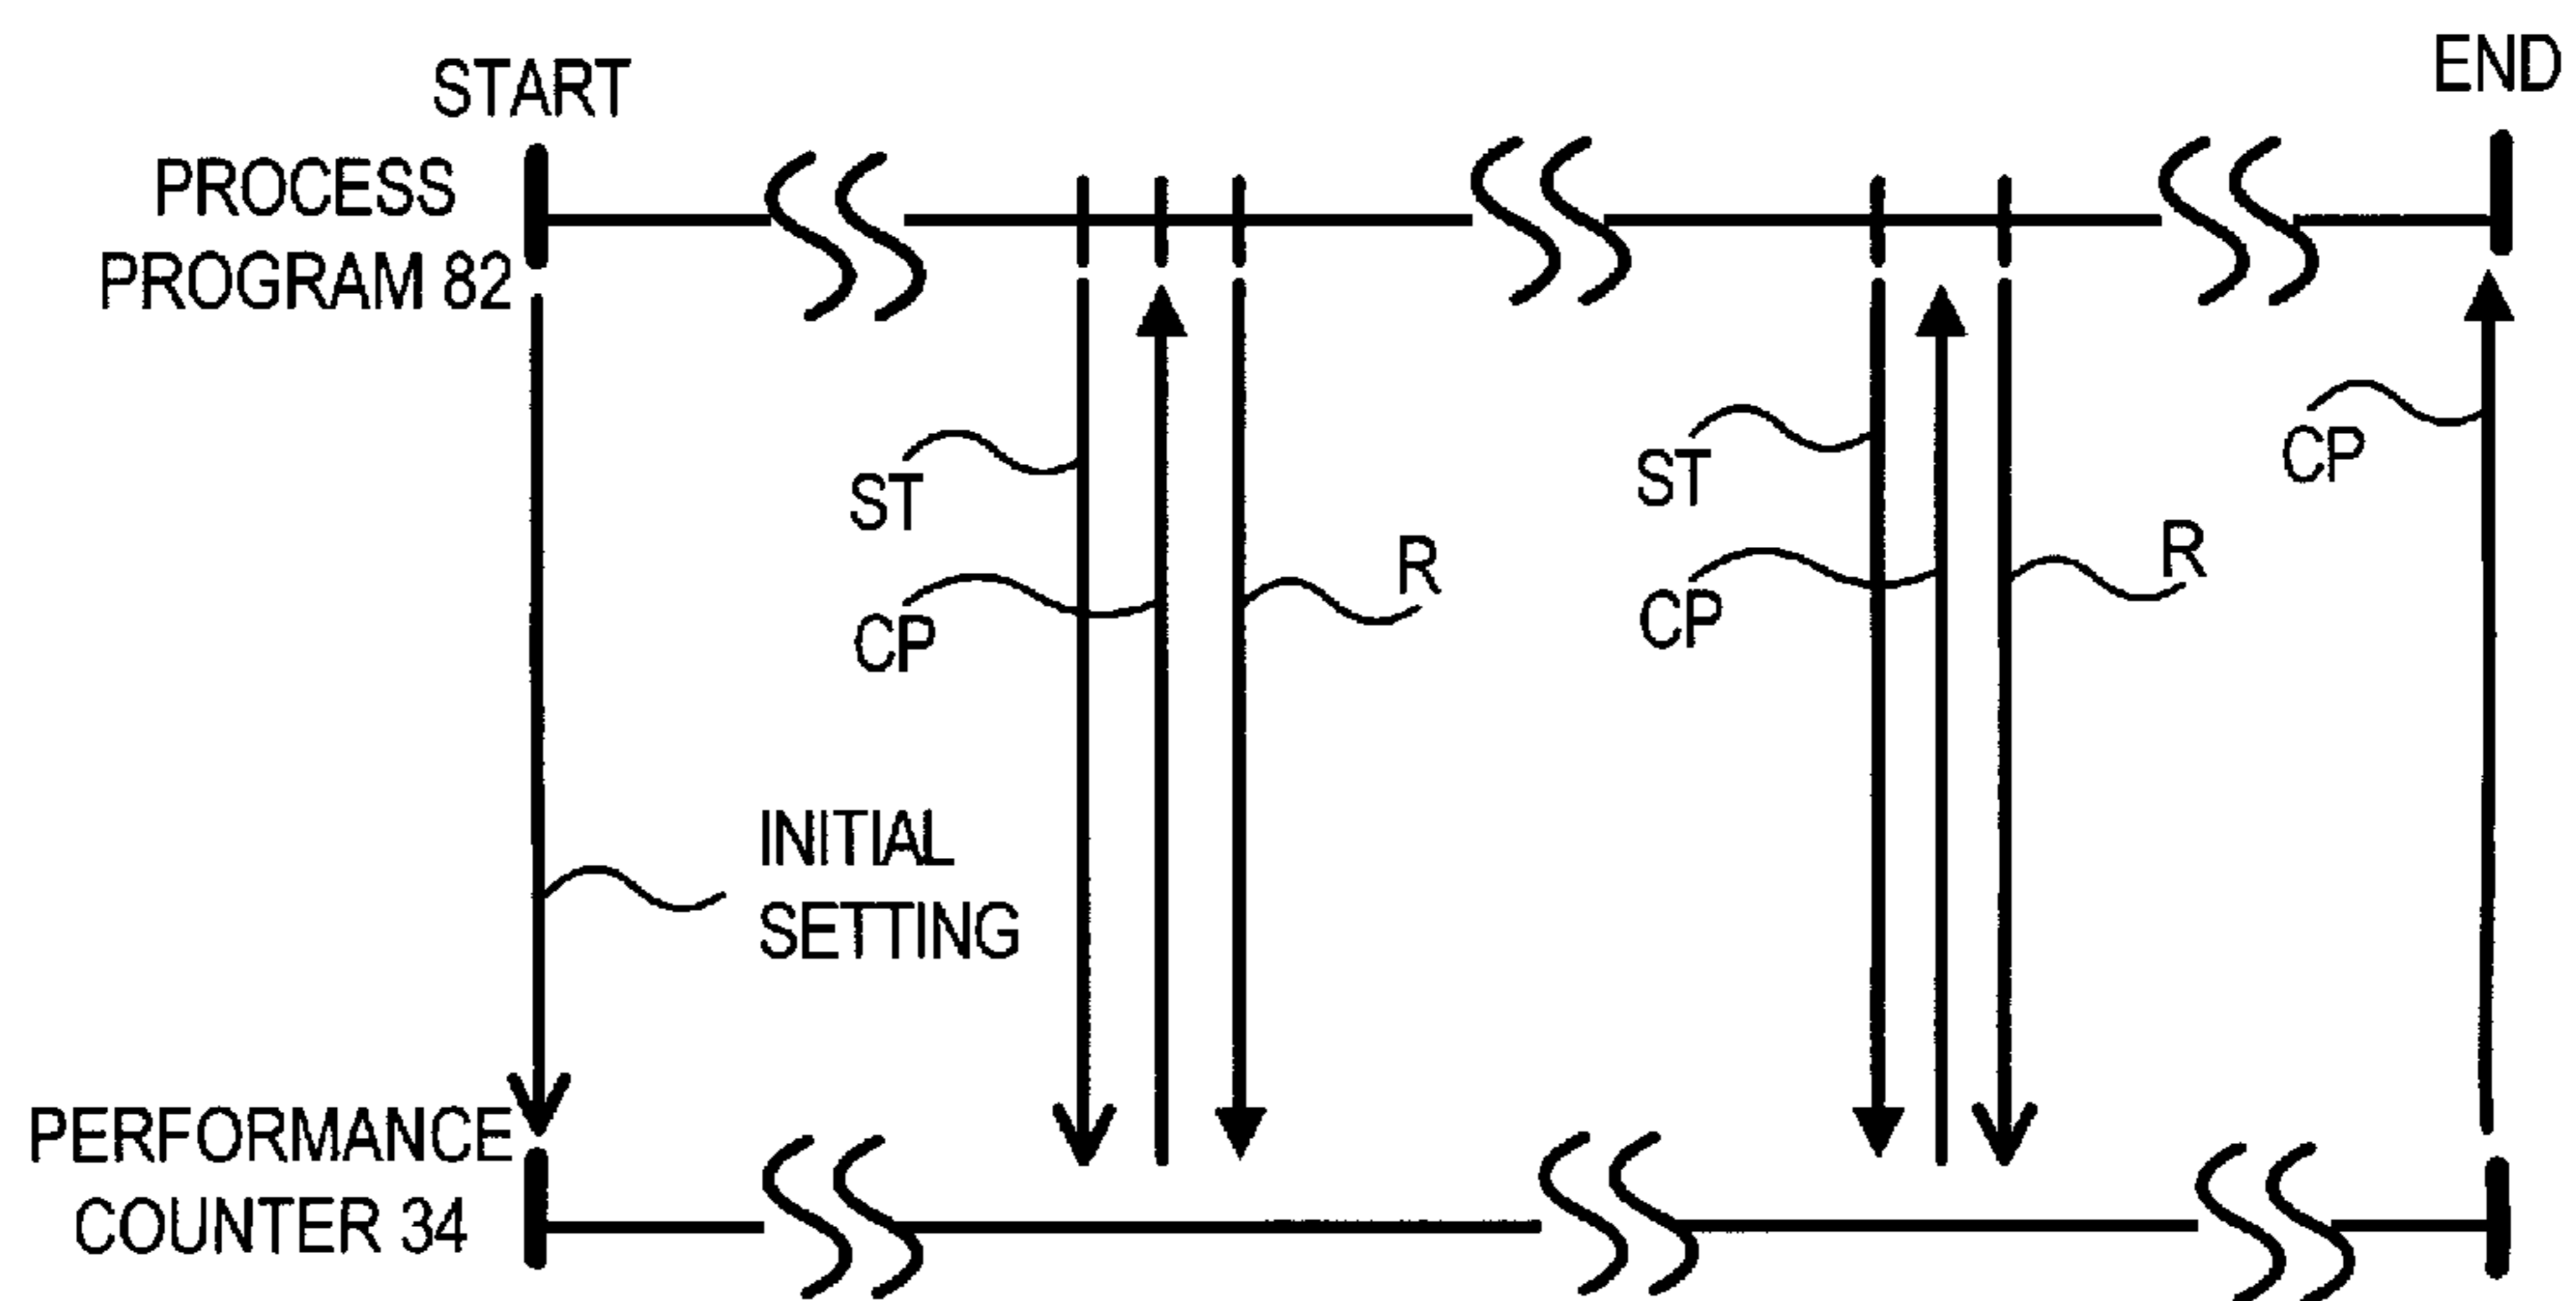 START
END
PROCESS
PROGRAM 82
ST
CP
R
ST
CP
R
CP
INITIAL
SETTING
PERFORMANCE
COUNTER 34